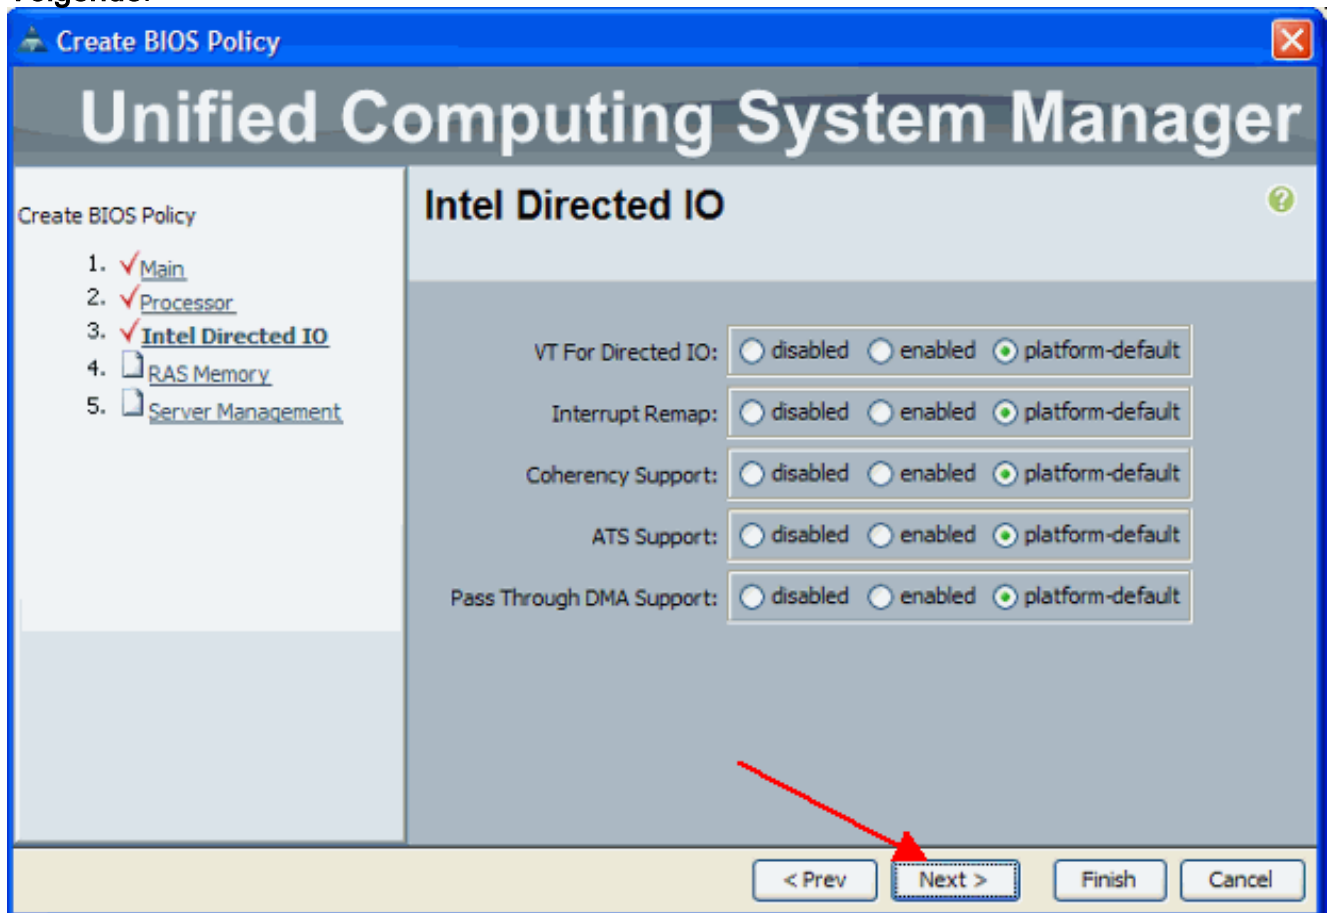 Create BIOS Policy
Unified Computing System Manager
Create BIOS Policy
1. Main
2. Processor
3. Intel Directed IO
4. RAS Memory
5. Server Management
Intel Directed IO
?
VT For Directed IO: disabled enabled platform-default
Interrupt Remap: disabled enabled platform-default
Coherency Support: disabled enabled platform-default
ATS Support: disabled enabled platform-default
Pass Through DMA Support: disabled enabled platform-default
< Prev Next > Finish Cancel